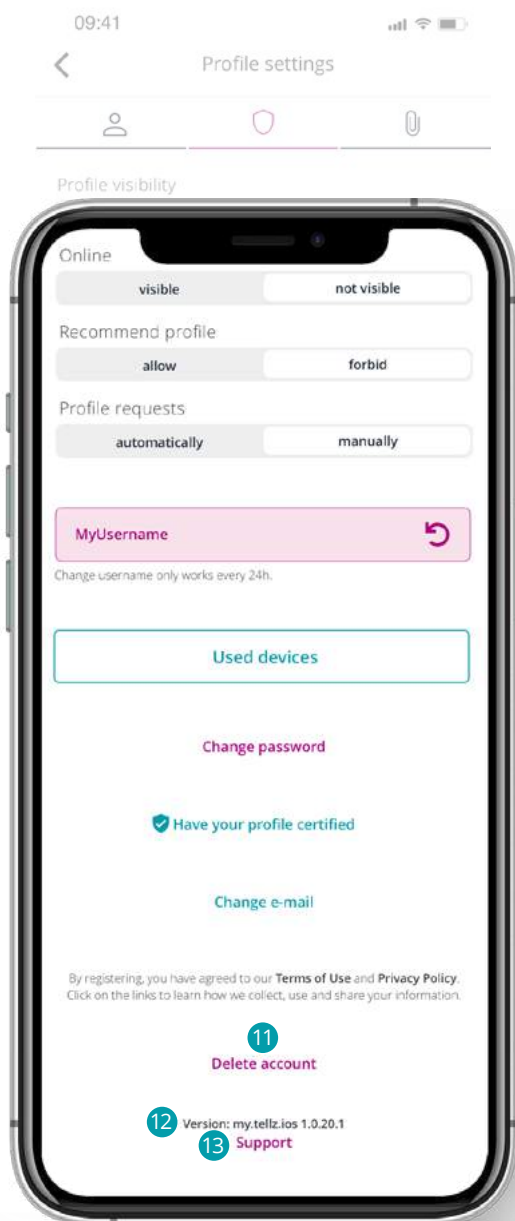 09:41
Profile settings
Profile visibility
Online
visible not visible
Recommend profile
allow forbid
Profile requests
automatically manually
MyUsername
Change username only works every 24h.
Used devices
Change password
Have your profile certified
Change e-mail
By registering, you have agreed to our Terms of Use and Privacy Policy.
Click on the links to learn how we collect, use and share your information.
11
Delete account
12 Version: my.tellz.ios 1.0.20.1
13 Support